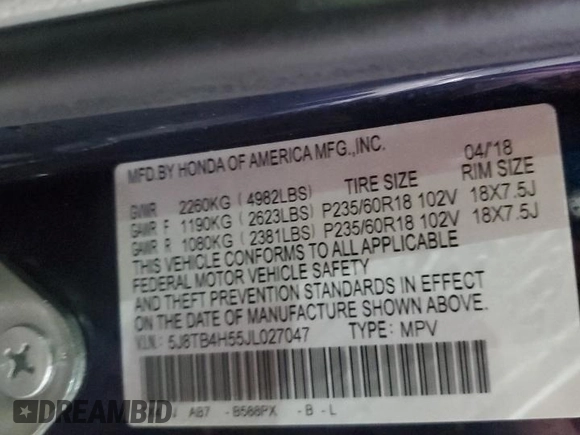 MFD.BY HONDA OF AMERICA MFG.,INC. 04/'18
GVWR 2260KG ( 4982LBS) TIRE SIZE RIM SIZE
GAWR F 1190KG ( 2623LBS) P235/60R18 102V 18X7.5J
GAWR R 1080KG ( 2381LBS) P235/60R18 102V 18X7.5J
THIS VEHICLE CONFORMS TO ALL APPLICABLE
FEDERAL MOTOR VEHICLE SAFETY
AND THEFT PREVENTION STANDARDS IN EFFECT
ON THE DATE OF MANUFACTURE SHOWN ABOVE.
V.I.N.: 5J8TB4H55JL027047 TYPE: MPV
AB7 -B588PX -B -L
DREAMBID